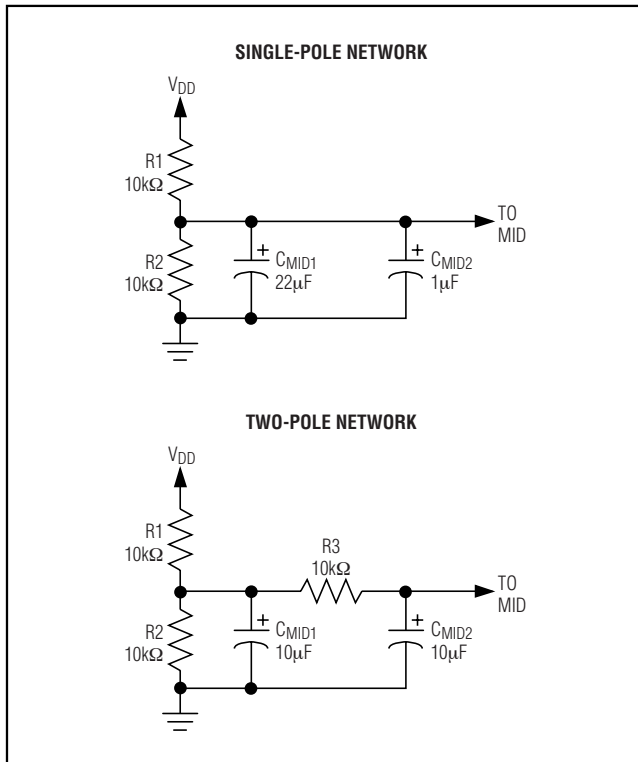 SINGLE-POLE NETWORK
VDD
R1
10kΩ
TO
MID
R2
10kΩ
+
CMID1
22µF
+
CMID2
1µF
TWO-POLE NETWORK
VDD
R1
10kΩ
R3
10kΩ
TO
MID
R2
10kΩ
+
CMID1
10µF
+
CMID2
10µF